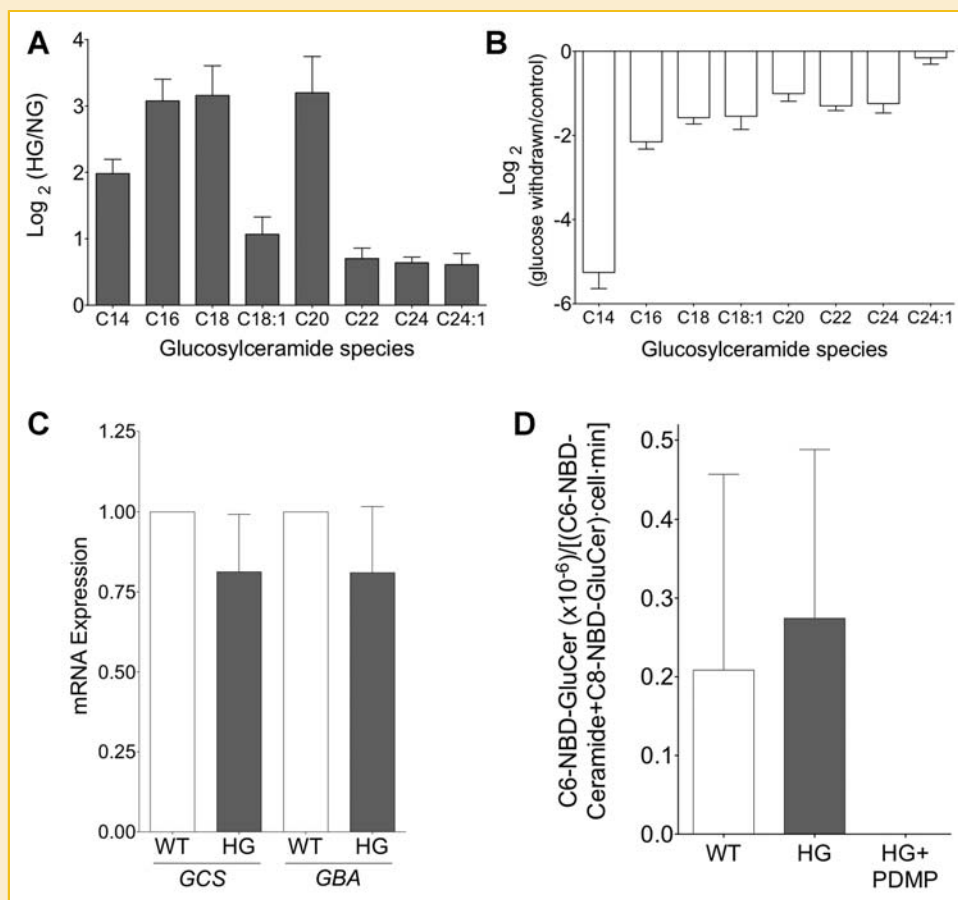 A
Log 2 (HG/NG)
4
3
2
1
0
C14 C16 C18 C18:1 C20 C22 C24 C24:1
Glucosylceramide species
B
Log 2
(glucose withdrawn/control)
0
-2
-4
-6
C14 C16 C18 C18:1 C20 C22 C24 C24:1
Glucosylceramide species
C
mRNA Expression
1.25
1.00
0.75
0.50
0.25
0.00
WT HG WT HG
GCS GBA
D
C6-NBD-GluCer (x10-6)/[(C6-NBD-
Ceramide+C8-NBD-GluCer)·cell·min]
0.5
0.4
0.3
0.2
0.1
0.0
WT HG HG+
PDMP